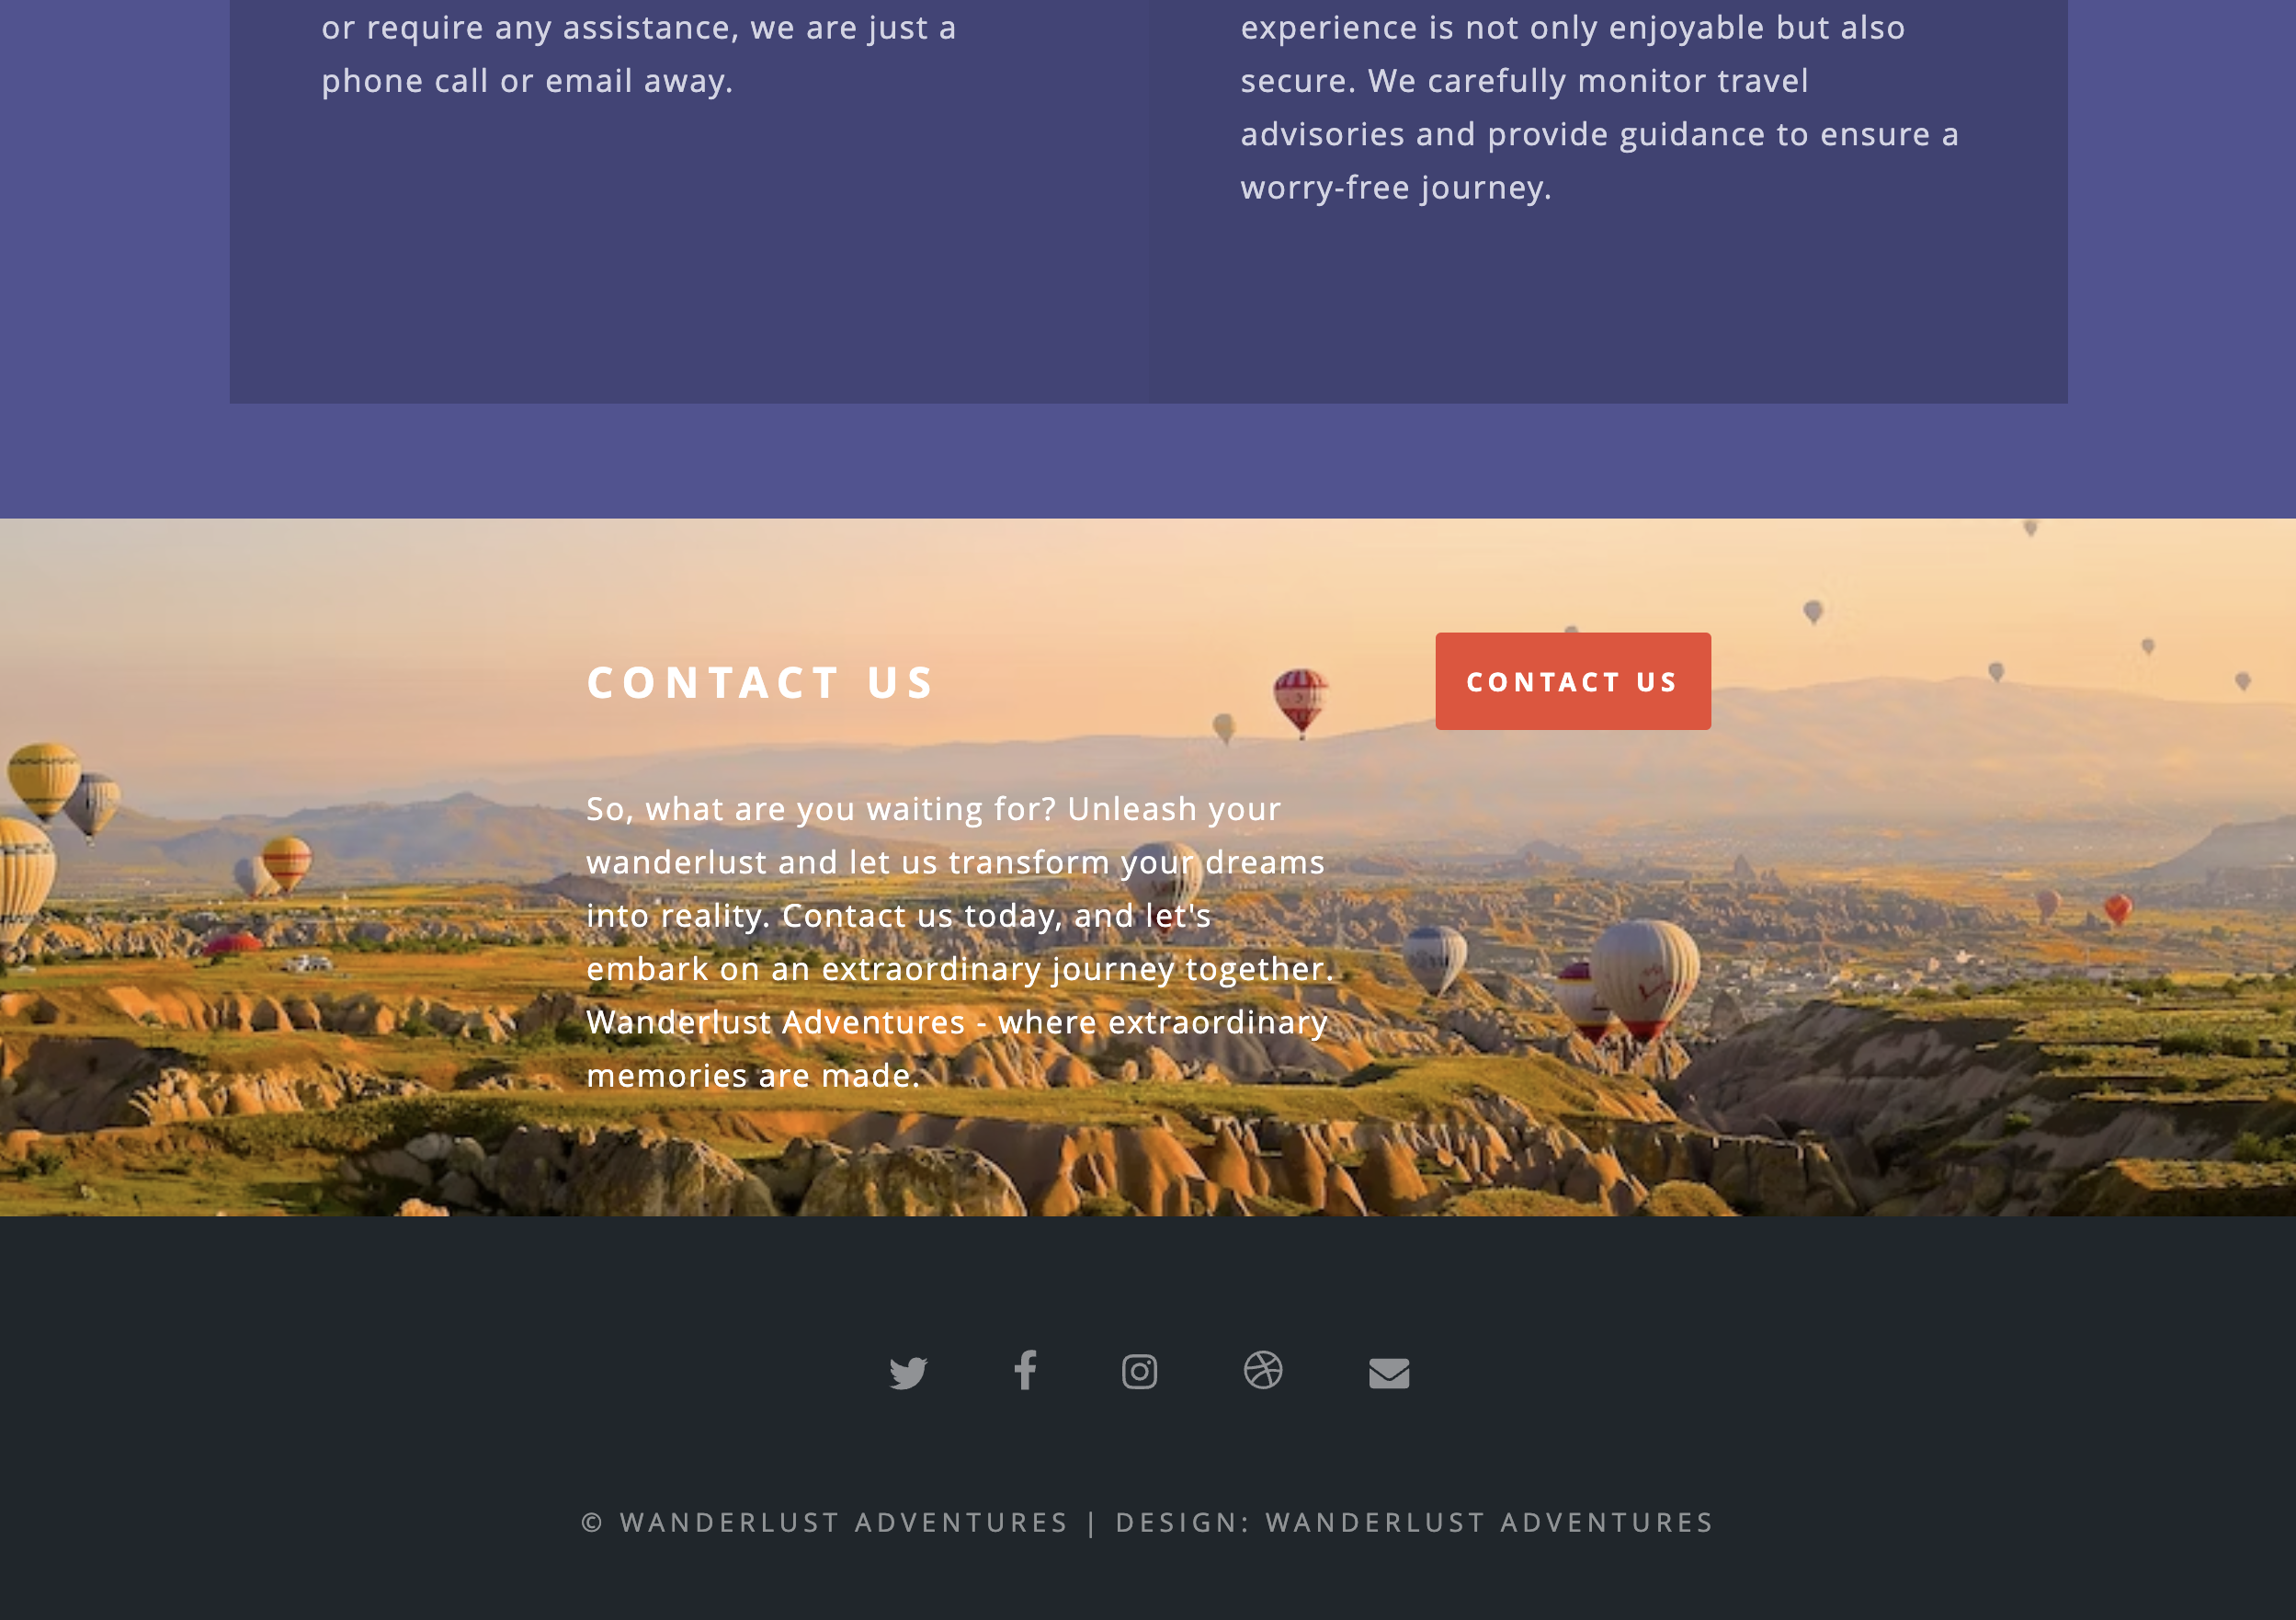 or require any assistance, we are just a
phone call or email away.
experience is not only enjoyable but also
secure. We carefully monitor travel
advisories and provide guidance to ensure a
worry-free journey.
CONTACT US
CONTACT US
So, what are you waiting for? Unleash your
wanderlust and let us transform your dreams
into reality. Contact us today, and let's
embark on an extraordinary journey together.
Wanderlust Adventures - where extraordinary
memories are made.
© WANDERLUST ADVENTURES | DESIGN: WANDERLUST ADVENTURES